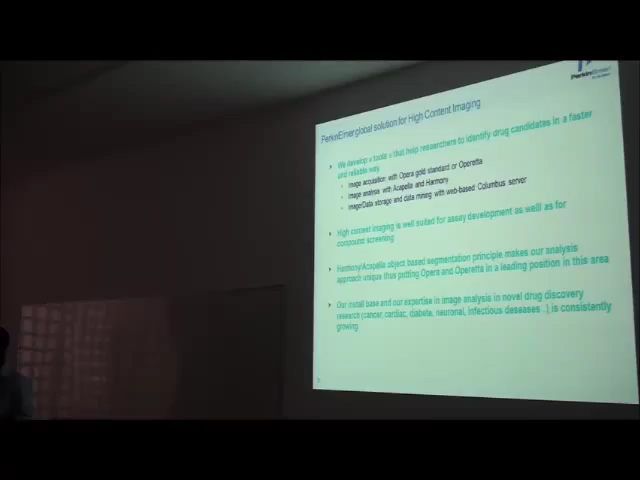 PerkinElmer
PerkinElmer global solution for High Content Imaging
We develop « tools » that help researchers to identify drug candidates in a faster
and reliable way
Image acquisition with Opera gold standard or Operetta
Image analysis with Acapella and Harmony
Image/Data storage and data mining with web-based Columbus server
High content imaging is well suited for assay development as well as for
compound screening
Harmony/Acapella object based segmentation principle makes our analysis
approach unique thus putting Opera and Operetta in a leading position in this area
Our install base and our expertise in image analysis in novel drug discovery
research (cancer, cardiac, diabete, neuronal, infectious deseases ..) is consistently
growing